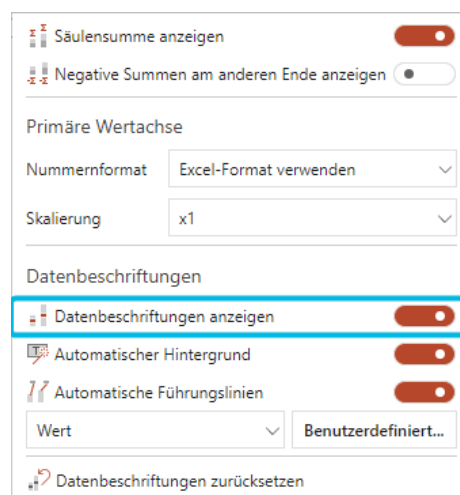 Säulensumme anzeigen
Negative Summen am anderen Ende anzeigen
Primäre Wertachse
Nummernformat Excel-Format verwenden
Skalierung x1
Datenbeschriftungen
Datenbeschriftungen anzeigen
Automatischer Hintergrund
Automatische Führungslinien
Wert Benutzerdefiniert...
Datenbeschriftungen zurücksetzen